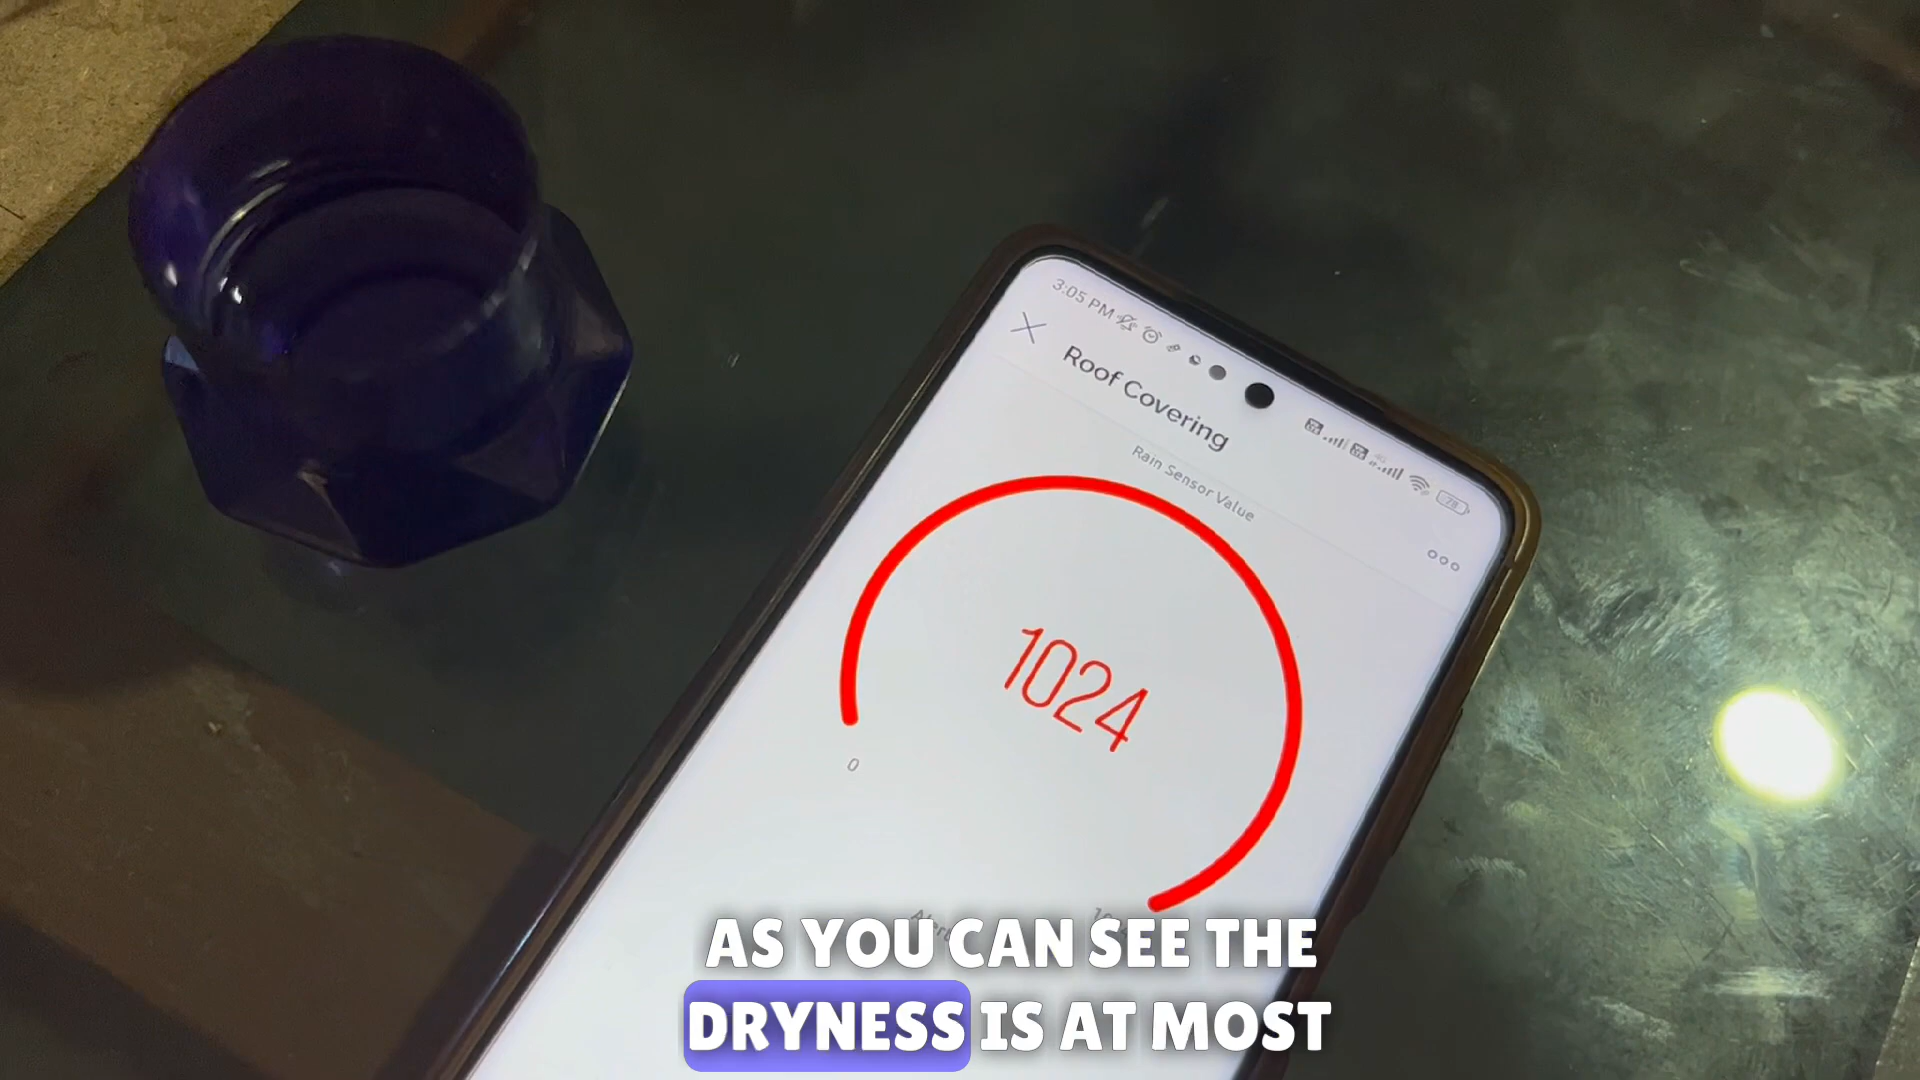 3:05 PM
78
Roof Covering
Rain Sensor Value
1024
0
AS YOU CAN SEE THE
DRYNESS IS AT MOST